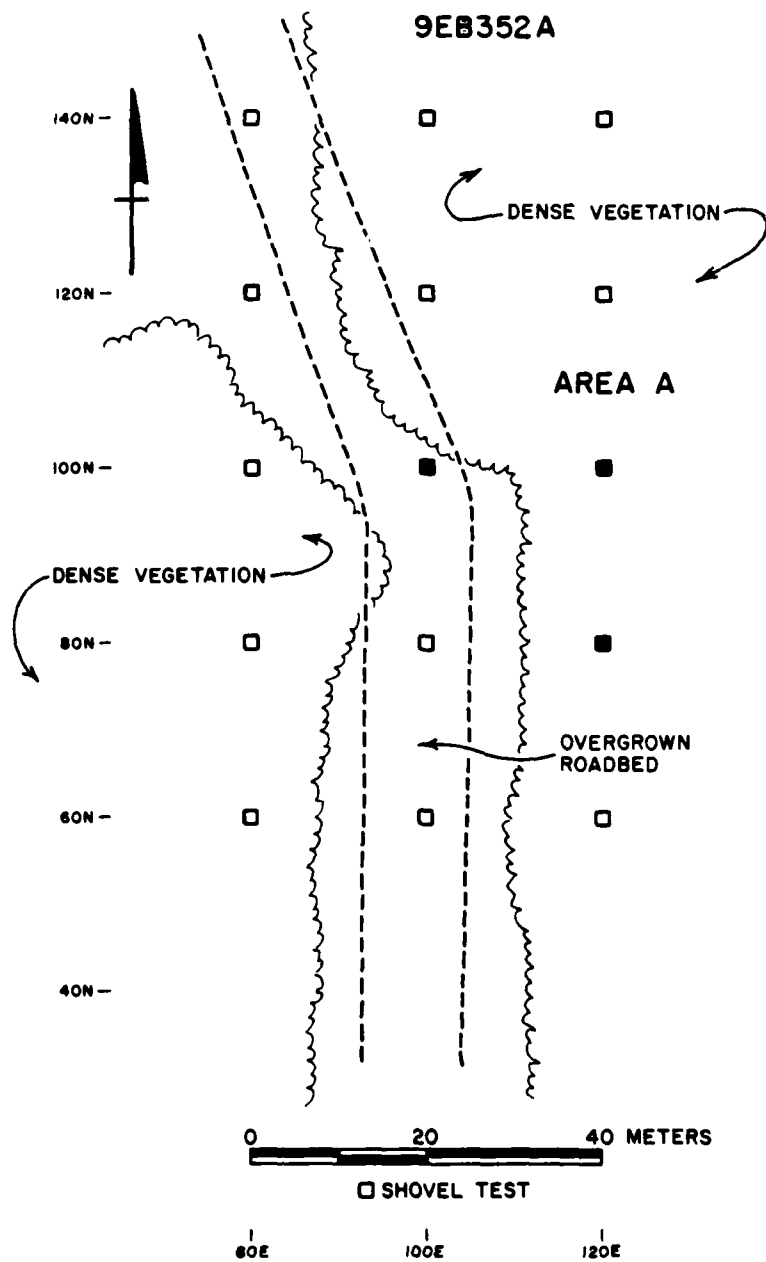 9EB352A
140N
DENSE VEGETATION
120N
AREA A
100N
DENSE VEGETATION
80N
OVERGROWN
ROADBED
60N
40N
0 20 40 METERS
SHOVEL TEST
80E 100E 120E